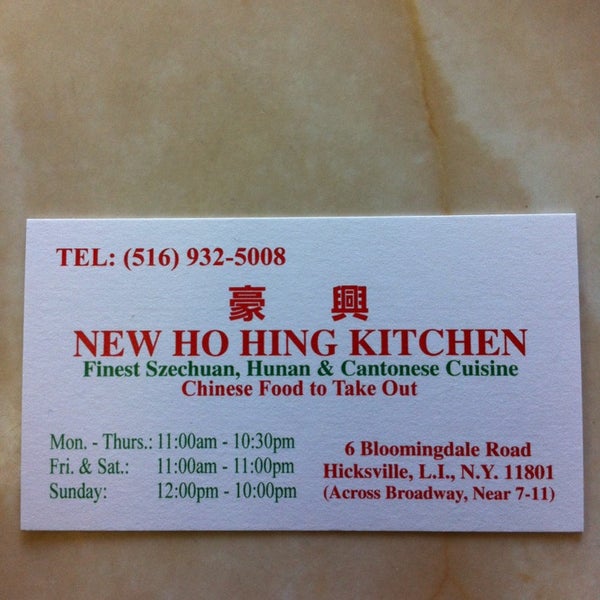 TEL: (516) 932-5008
豪 興
NEW HO HING KITCHEN
Finest Szechuan, Hunan & Cantonese Cuisine
Chinese Food to Take Out
Mon. - Thurs.: 11:00am - 10:30pm
Fri. & Sat.: 11:00am - 11:00pm
Sunday: 12:00pm - 10:00pm
6 Bloomingdale Road
Hicksville, L.I., N.Y. 11801
(Across Broadway, Near 7-11)